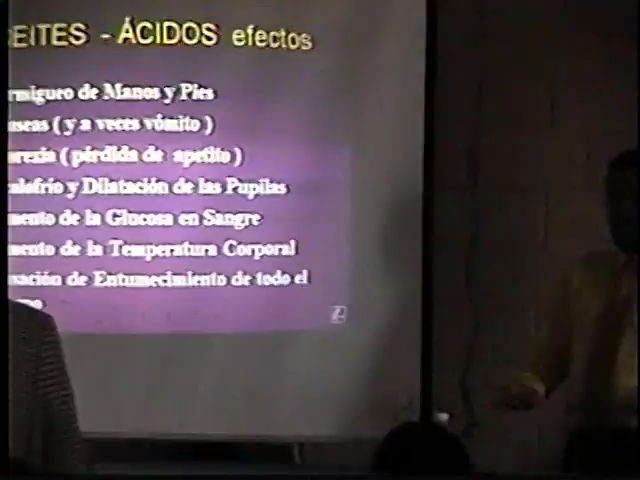 EITES - ÁCIDOS efectos
rmigueo de Manos y Pies
useas ( y a veces vómito )
orexia ( pérdida de apetito )
alofrío y Dilatación de las Pupilas
mento de la Glucosa en Sangre
mento de la Temperatura Corporal
sación de Entumecimiento de todo el